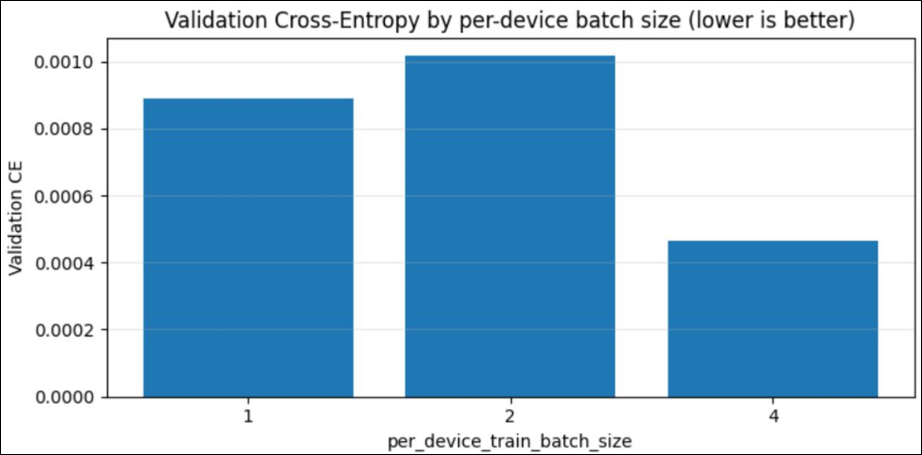 Validation Cross-Entropy by per-device batch size (lower is better)
Validation CE
0.0010
0.0008
0.0006
0.0004
0.0002
0.0000
1 2 4
per_device_train_batch_size